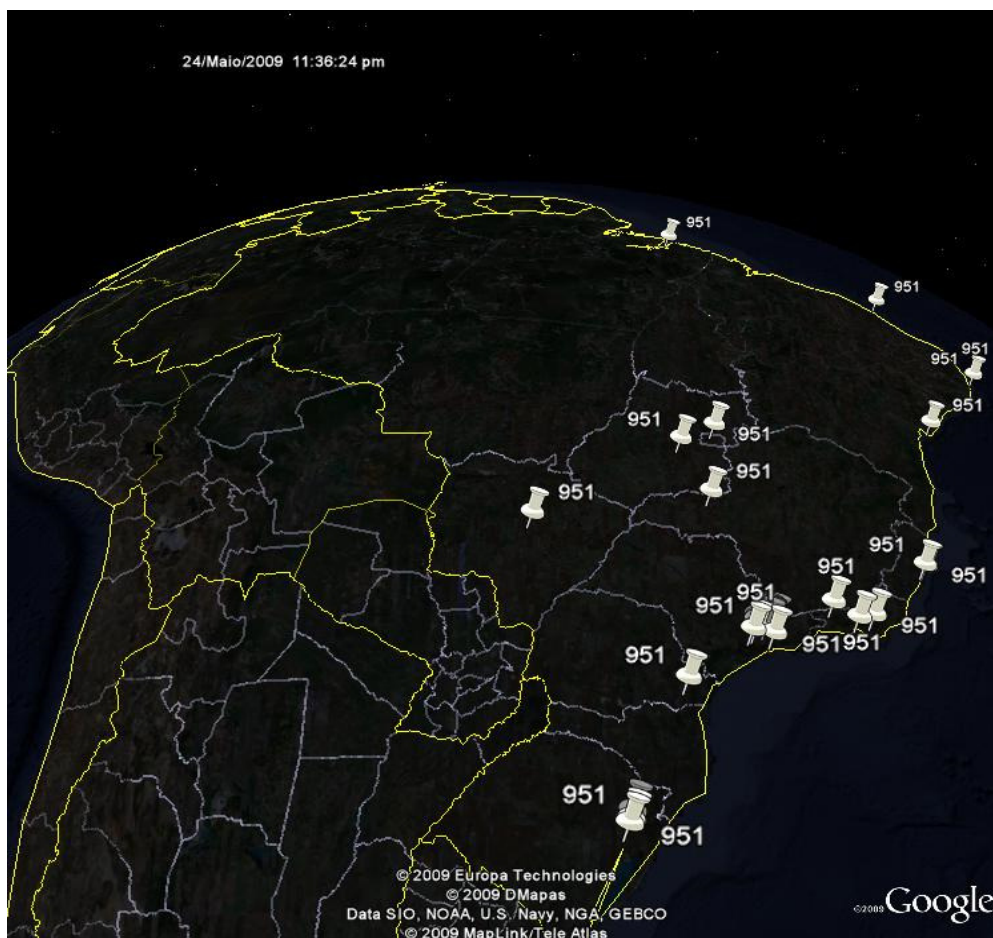 24/Maio/2009 11:36:24 pm
951
951
951 951
951
951
951
951
951
951
951
951
951 951
951
951951
951
951
951
© 2009 Europa Technologies
© 2009 DMapas
Data SIO, NOAA, U.S. Navy, NGA, GEBCO
© 2009 MapLink/Tele Atlas
©2009 Google